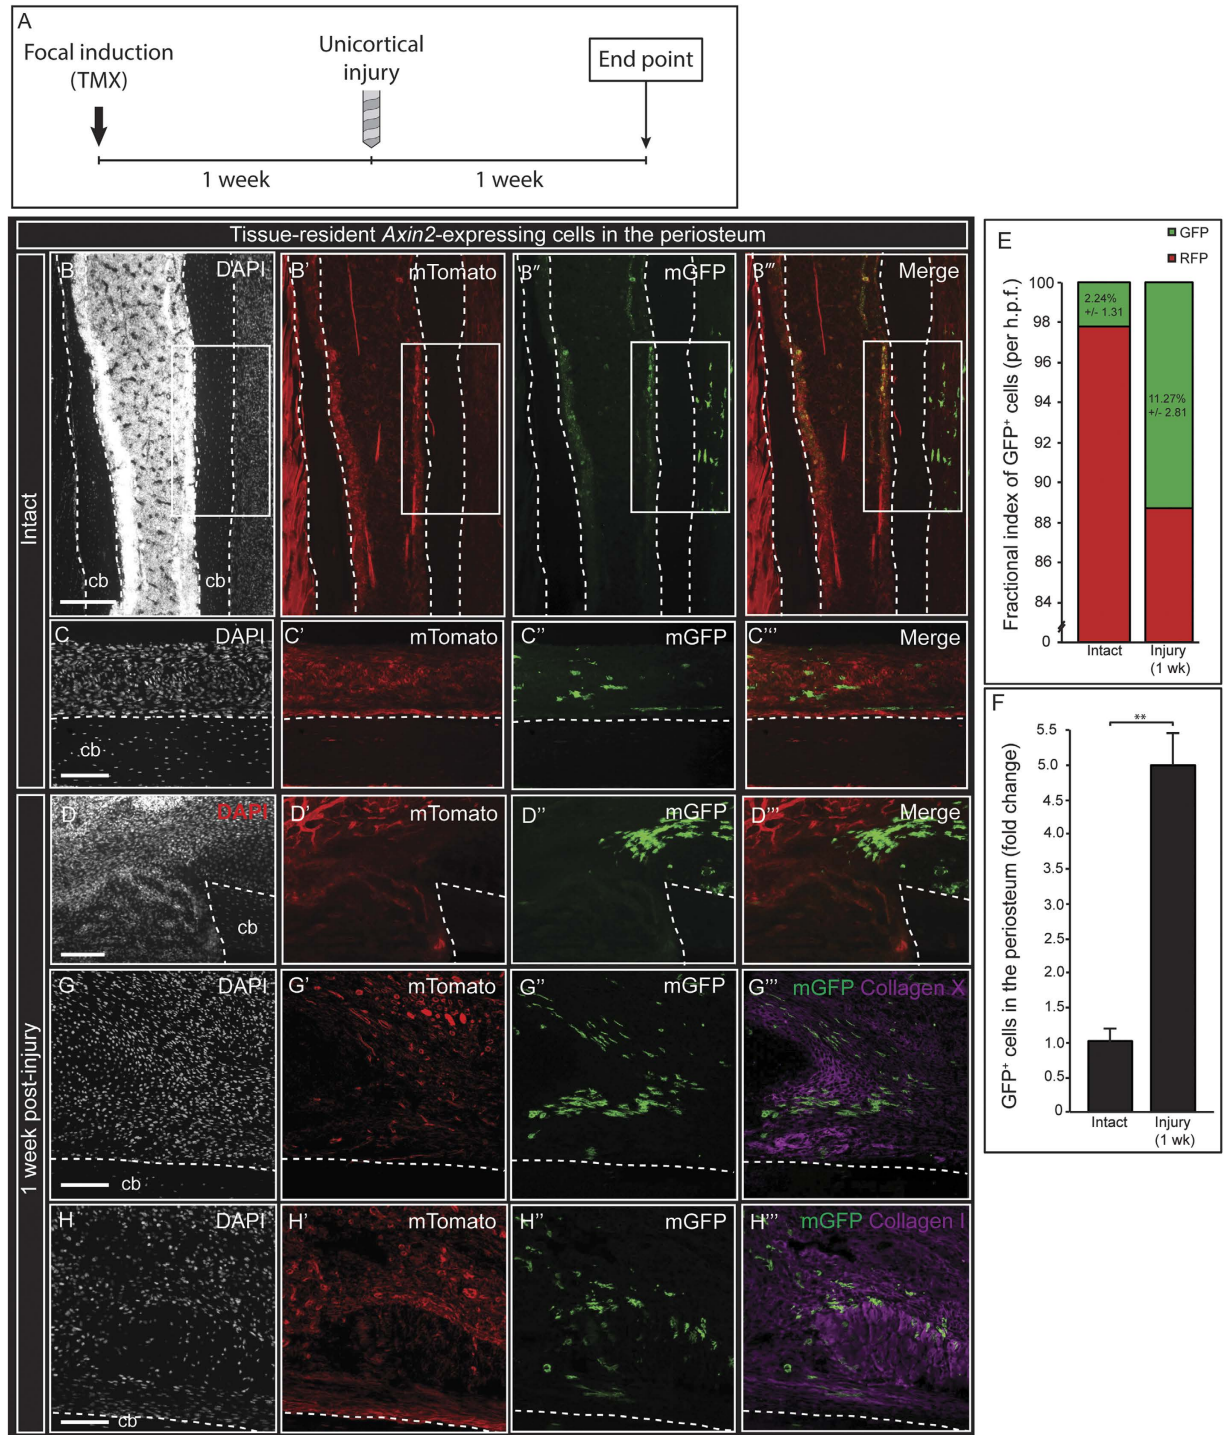 A
Focal induction
(TMX)
Unicortical
injury
End point
1 week
1 week
Tissue-resident Axin2-expressing cells in the periosteum
Intact
B
DAPI
cb
cb
B'
mTomato
B''
mGFP
B'''
Merge
C
DAPI
cb
C'
mTomato
C''
mGFP
C'''
Merge
1 week post-injury
D
DAPI
cb
D'
mTomato
D''
mGFP
D'''
Merge
G
DAPI
cb
G'
mTomato
G''
mGFP
G'''
mGFP Collagen X
H
DAPI
cb
H'
mTomato
H''
mGFP
H'''
mGFP Collagen I
E
GFP
RFP
Fractional index of GFP⁺ cells (per h.p.f.)
100
98
96
94
92
90
88
86
84
0
2.24%
+/- 1.31
11.27%
+/- 2.81
Intact
Injury
(1 wk)
F
GFP⁺ cells in the periosteum (fold change)
5.5
5.0
4.5
4.0
3.5
3.0
2.5
2.0
1.5
1.0
0.5
0
**
Intact
Injury
(1 wk)